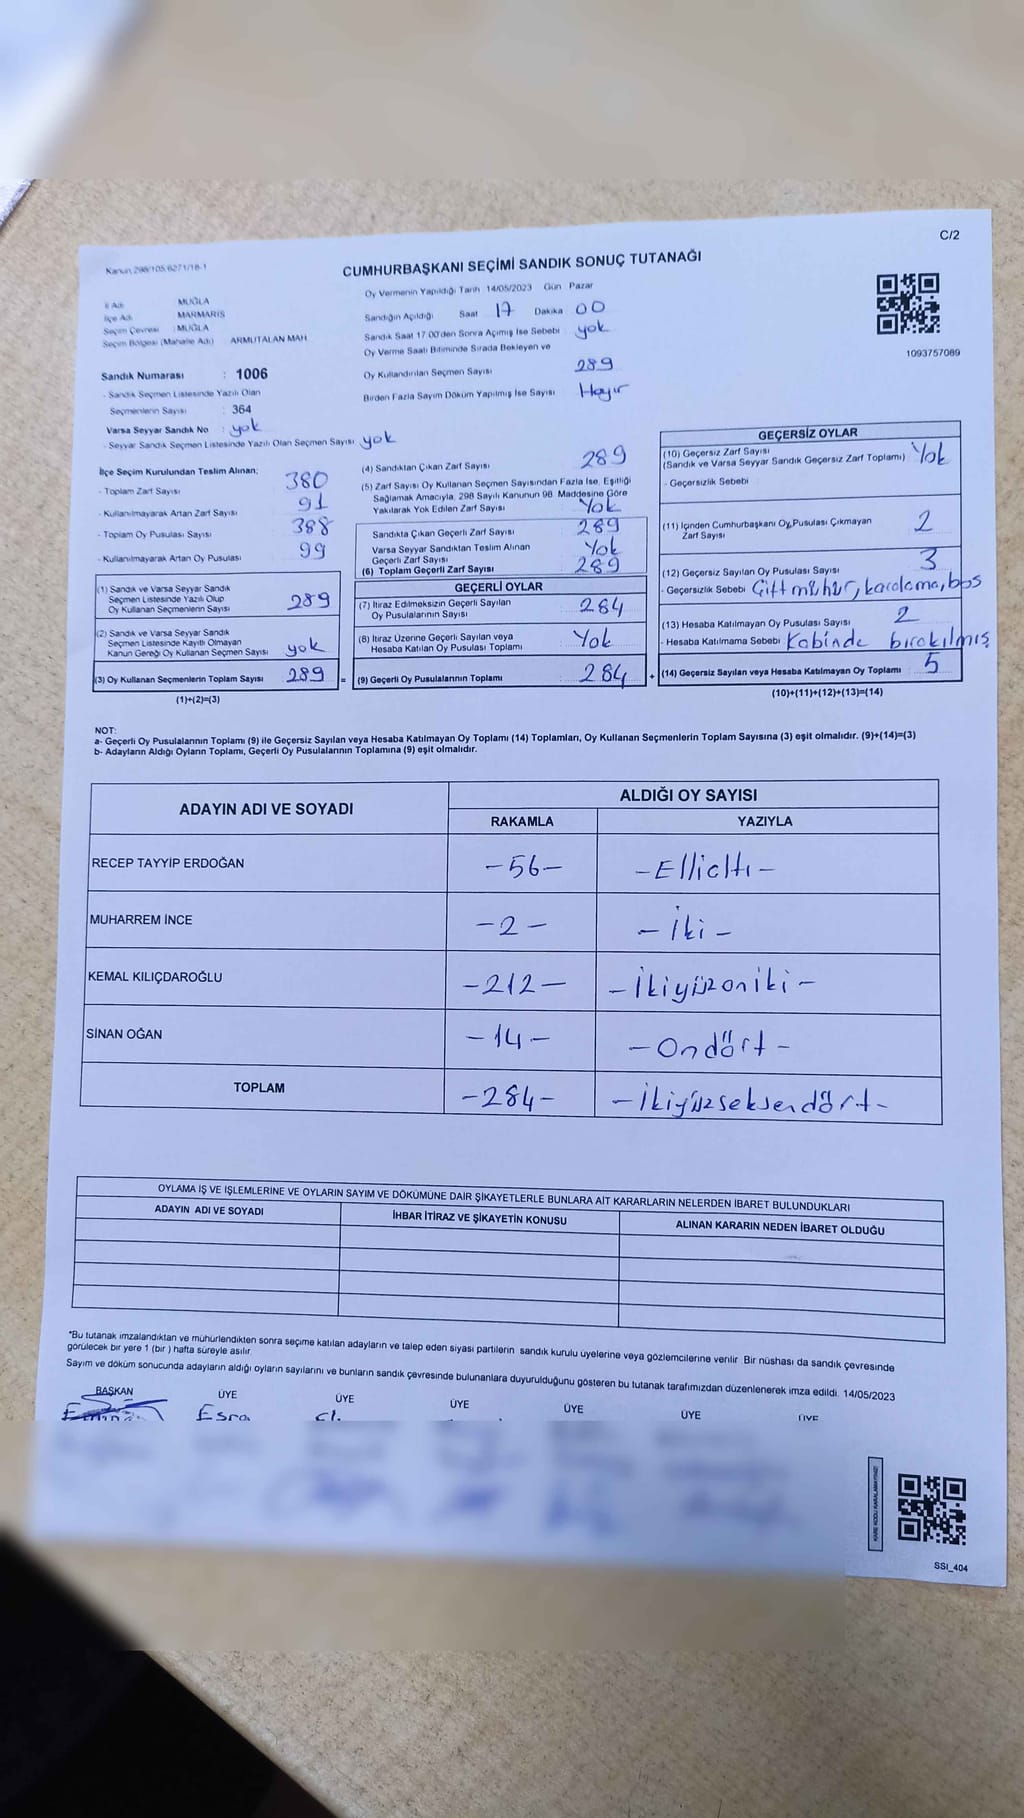 C/2
Kanun 298/105 6271/18-1
CUMHURBAŞKANI SEÇİMİ SANDIK SONUÇ TUTANAĞI
İl Adı MUĞLA
İlçe Adı MARMARİS
Seçim Çevresi : MUĞLA
Seçim Bölgesi (Mahalle Adı) ARMUTALAN MAH
Sandık Numarası : 1006
- Sandık Seçmen Listesinde Yazılı Olan
Seçmenlerin Sayısı : 364
Varsa Seyyar Sandık No : yok
- Seyyar Sandık Seçmen Listesinde Yazılı Olan Seçmen Sayısı yok
Oy Vermenin Yapıldığı Tarih 14/05/2023 Gün Pazar
Sandığın Açıldığı Saat 17 Dakika 00
Sandık Saat 17.00'den Sonra Açımış İse Sebebi yok
Oy Verme Saati Bitiminde Sırada Bekleyen ve
Oy Kullandırılan Seçmen Sayısı 289
Birden Fazla Sayım Döküm Yapılmış İse Sayısı Hayır
1093757089
İlçe Seçim Kurulundan Teslim Alınan;
- Toplam Zarf Sayısı 380
- Kullanılmayarak Artan Zarf Sayısı 91
- Toplam Oy Pusulası Sayısı 388
- Kullanılmayarak Artan Oy Pusulası 99
(1) Sandık ve Varsa Seyyar Sandık
Seçmen Listesinde Yazılı Olup
Oy Kullanan Seçmenlerin Sayısı 289
(2) Sandık ve Varsa Seyyar Sandık
Seçmen Listesinde Kayıtlı Olmayan
Kanun Gereği Oy Kullanan Seçmen Sayısı yok
(3) Oy Kullanan Seçmenlerin Toplam Sayısı 289 =
(1)+(2)=(3)
(4) Sandıktan Çıkan Zarf Sayısı 289
(5) Zarf Sayısı Oy Kullanan Seçmen Sayısından Fazla İse, Eşitliği
Sağlamak Amacıyla, 298 Sayılı Kanunun 98. Maddesine Göre
Yakılarak Yok Edilen Zarf Sayısı Yok
Sandıkta Çıkan Geçerli Zarf Sayısı 289
Varsa Seyyar Sandıktan Teslim Alınan
Geçerli Zarf Sayısı Yok
(6) Toplam Geçerli Zarf Sayısı 289
GEÇERLİ OYLAR
(7) İtiraz Edilmeksizin Geçerli Sayılan
Oy Pusulalarının Sayısı 284
(8) İtiraz Üzerine Geçerli Sayılan veya
Hesaba Katılan Oy Pusulası Toplamı Yok
(9) Geçerli Oy Pusulalarının Toplamı 284 +
GEÇERSİZ OYLAR
(10) Geçersiz Zarf Sayısı
(Sandık ve Varsa Seyyar Sandık Geçersiz Zarf Toplamı) Yok
- Geçersizlik Sebebi
(11) İçinden Cumhurbaşkanı Oy Pusulası Çıkmayan
Zarf Sayısı 2
(12) Geçersiz Sayılan Oy Pusulası Sayısı 3
- Geçersizlik Sebebi Çift mühür, karalama, boş
(13) Hesaba Katılmayan Oy Pusulası Sayısı 2
- Hesaba Katılmama Sebebi Kabinde bırakılmış
(14) Geçersiz Sayılan veya Hesaba Katılmayan Oy Toplamı 5
(10)+(11)+(12)+(13)=(14)
NOT:
a- Geçerli Oy Pusulalarının Toplamı (9) ile Geçersiz Sayılan veya Hesaba Katılmayan Oy Toplamı (14) Toplamları, Oy Kullanan Seçmenlerin Toplam Sayısına (3) eşit olmalıdır. (9)+(14)=(3)
b- Adayların Aldığı Oyların Toplamı, Geçerli Oy Pusulalarının Toplamına (9) eşit olmalıdır.
ADAYIN ADI VE SOYADI ALDIĞI OY SAYISI
RAKAMLA YAZIYLA
RECEP TAYYİP ERDOĞAN -56- -Ellialtı-
MUHARREM İNCE -2- -İki-
KEMAL KILIÇDAROĞLU -212- -İkiyüzoniki-
SİNAN OĞAN -14- -Ondört-
TOPLAM -284- -İkiyüzseksendört-
OYLAMA İŞ VE İŞLEMLERİNE VE OYLARIN SAYIM VE DÖKÜMÜNE DAİR ŞİKAYETLERLE BUNLARA AİT KARARLARIN NELERDEN İBARET BULUNDUKLARI
ADAYIN ADI VE SOYADI İHBAR İTİRAZ VE ŞİKAYETİN KONUSU ALINAN KARARIN NEDEN İBARET OLDUĞU
*Bu tutanak imzalandıktan ve mühürlendikten sonra seçime katılan adayların ve talep eden siyasi partilerin sandık kurulu üyelerine veya gözlemcilerine verilir Bir nüshası da sandık çevresinde
görülecek bir yere 1 (bir ) hafta süreyle asılır.
Sayım ve döküm sonucunda adayların aldığı oyların sayılarını ve bunların sandık çevresinde bulunanlara duyurulduğunu gösteren bu tutanak tarafımızdan düzenlenerek imza edildi. 14/05/2023
BAŞKAN ÜYE ÜYE ÜYE ÜYE ÜYE ÜYE
Esra
KARE KODU KARALAMAYINIZ!
SSI_404